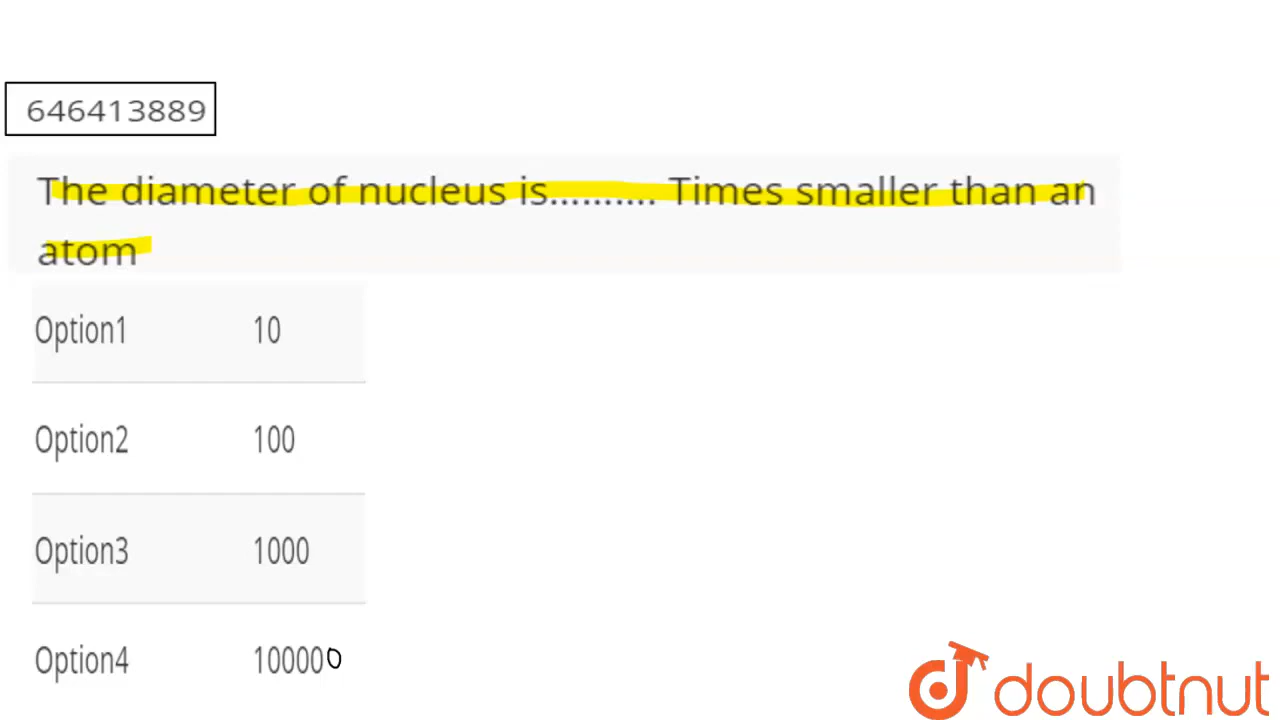 646413889
The diameter of nucleus is.......... Times smaller than an
atom
Option1 10
Option2 100
Option3 1000
Option4 100000
doubtnut